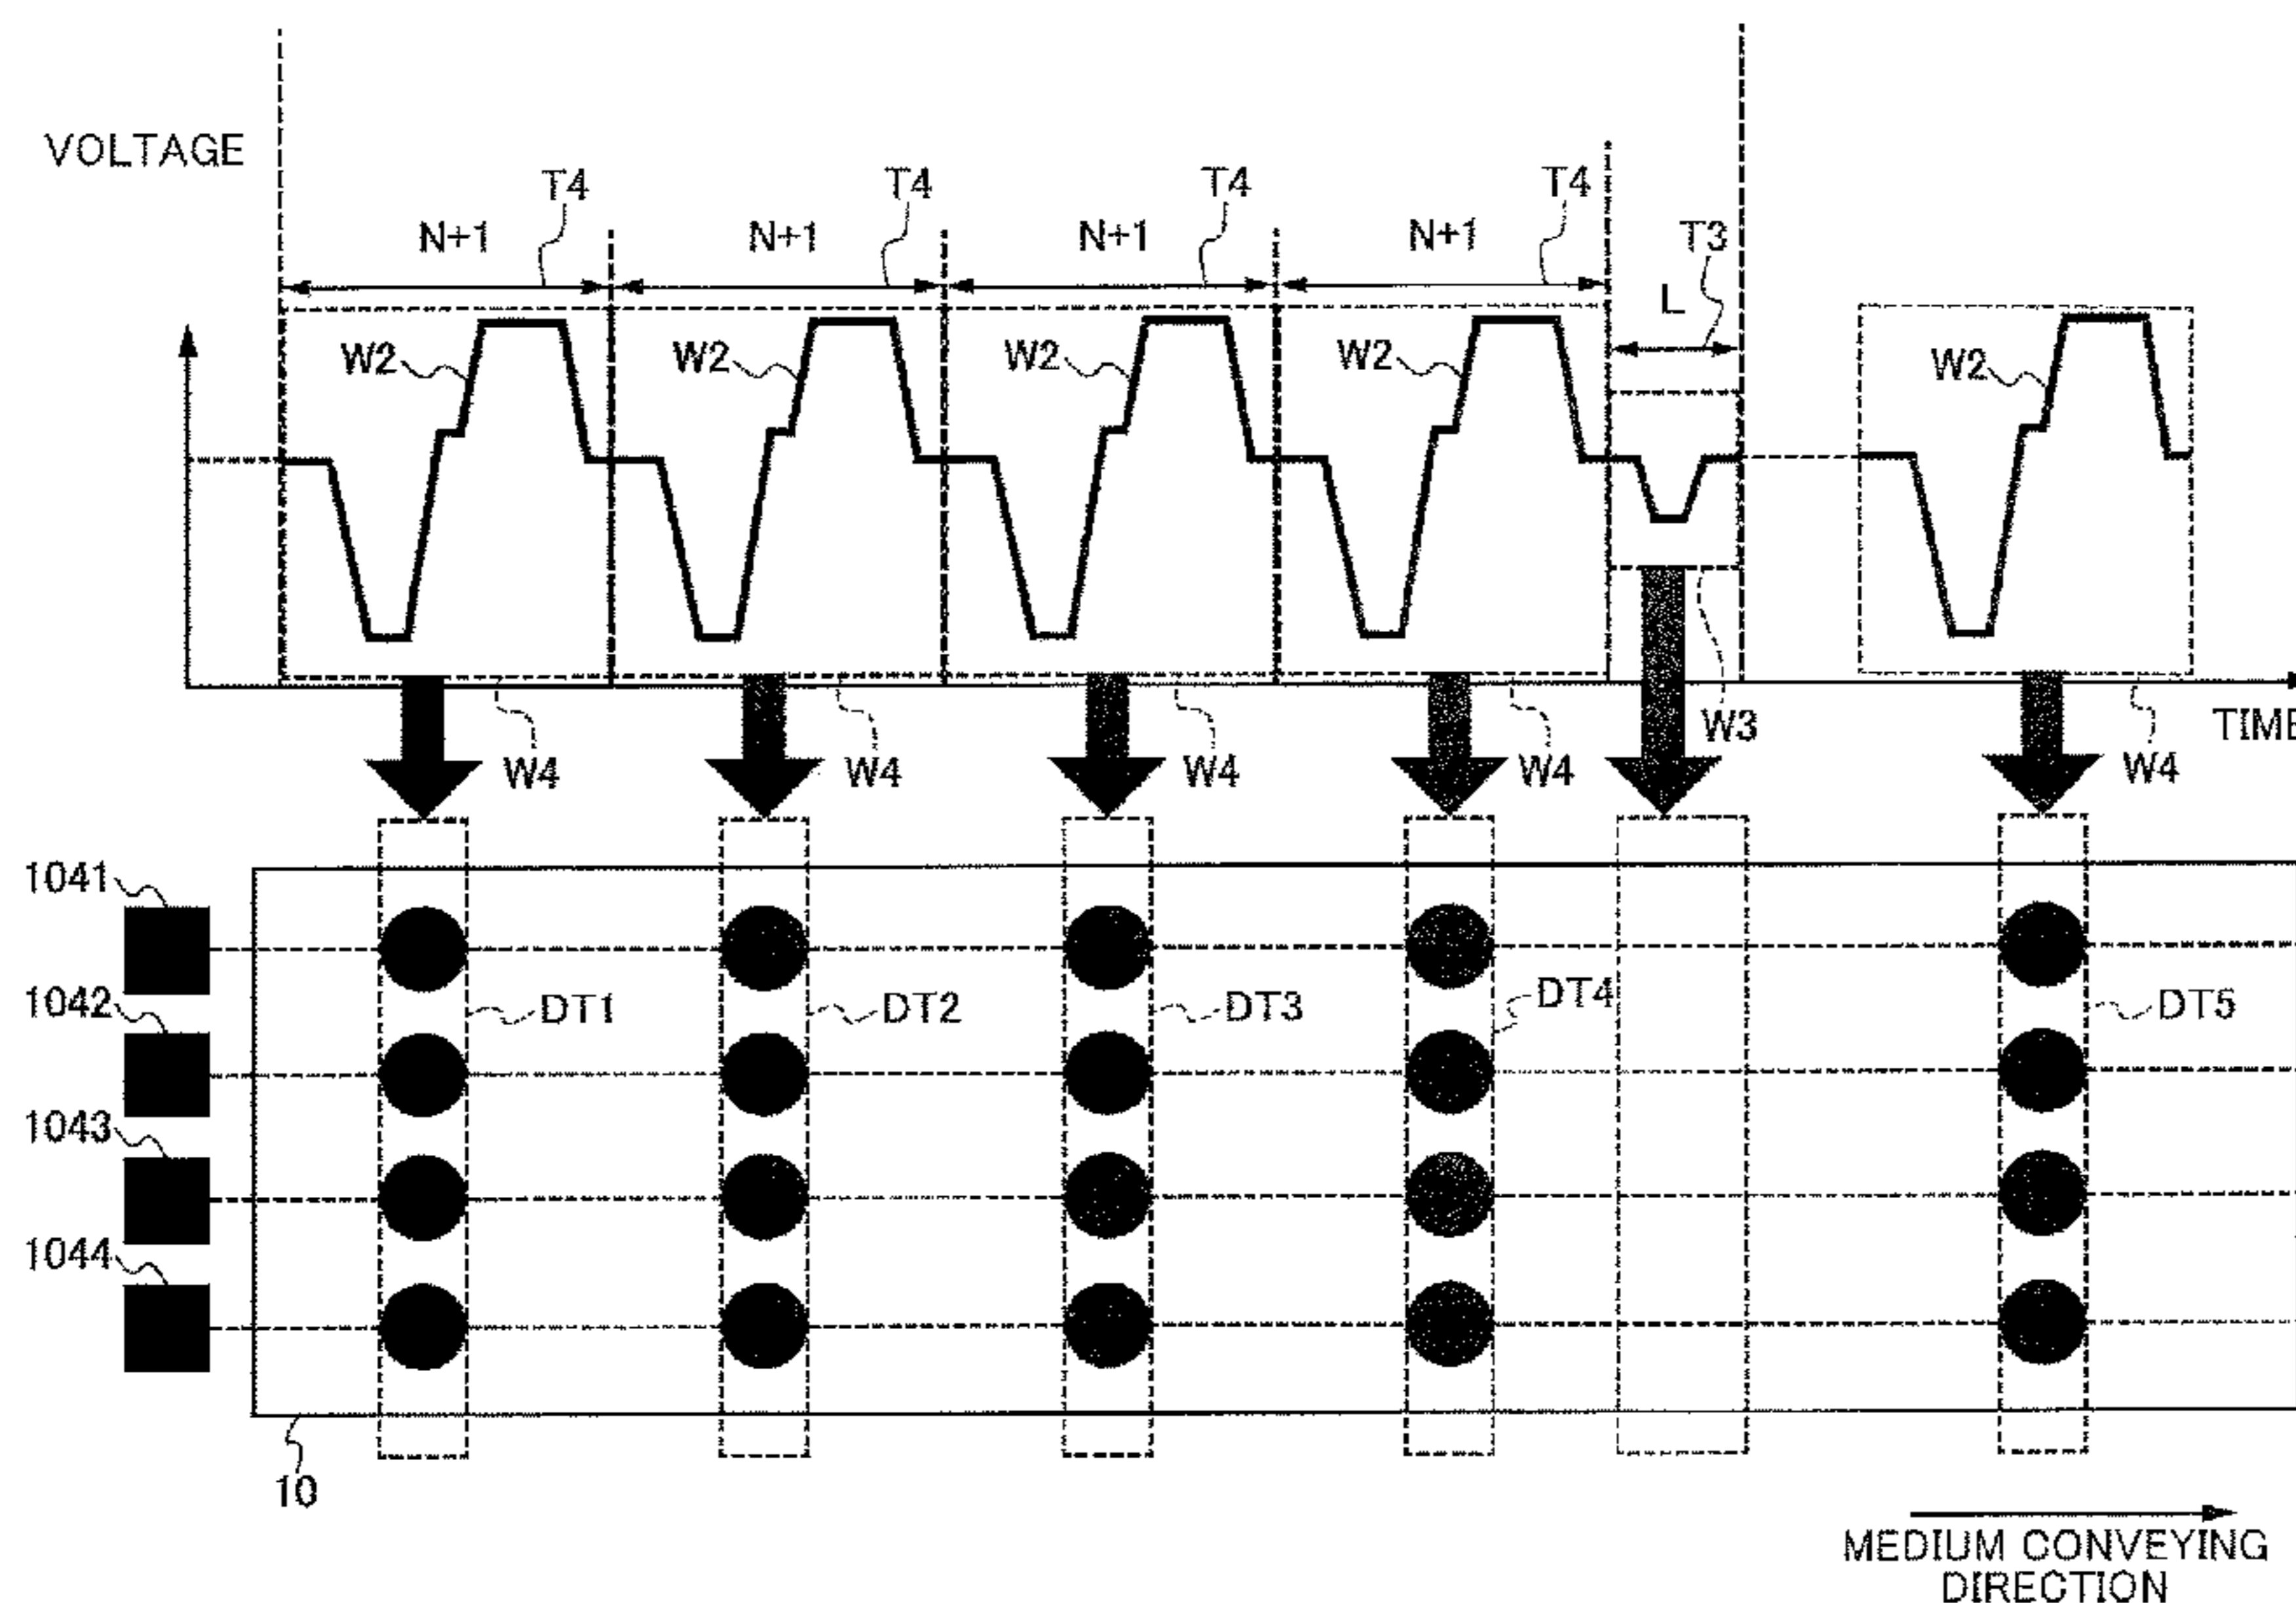 VOLTAGE
T4 T4 T4 T4
N+1 N+1 N+1 N+1 T3
L
W2 W2 W2 W2 W2
W3 TIME
W4 W4 W4 W4 W4
1041
1042 DT1 DT2 DT3 DT4 DT5
1043
1044
10
MEDIUM CONVEYING
DIRECTION